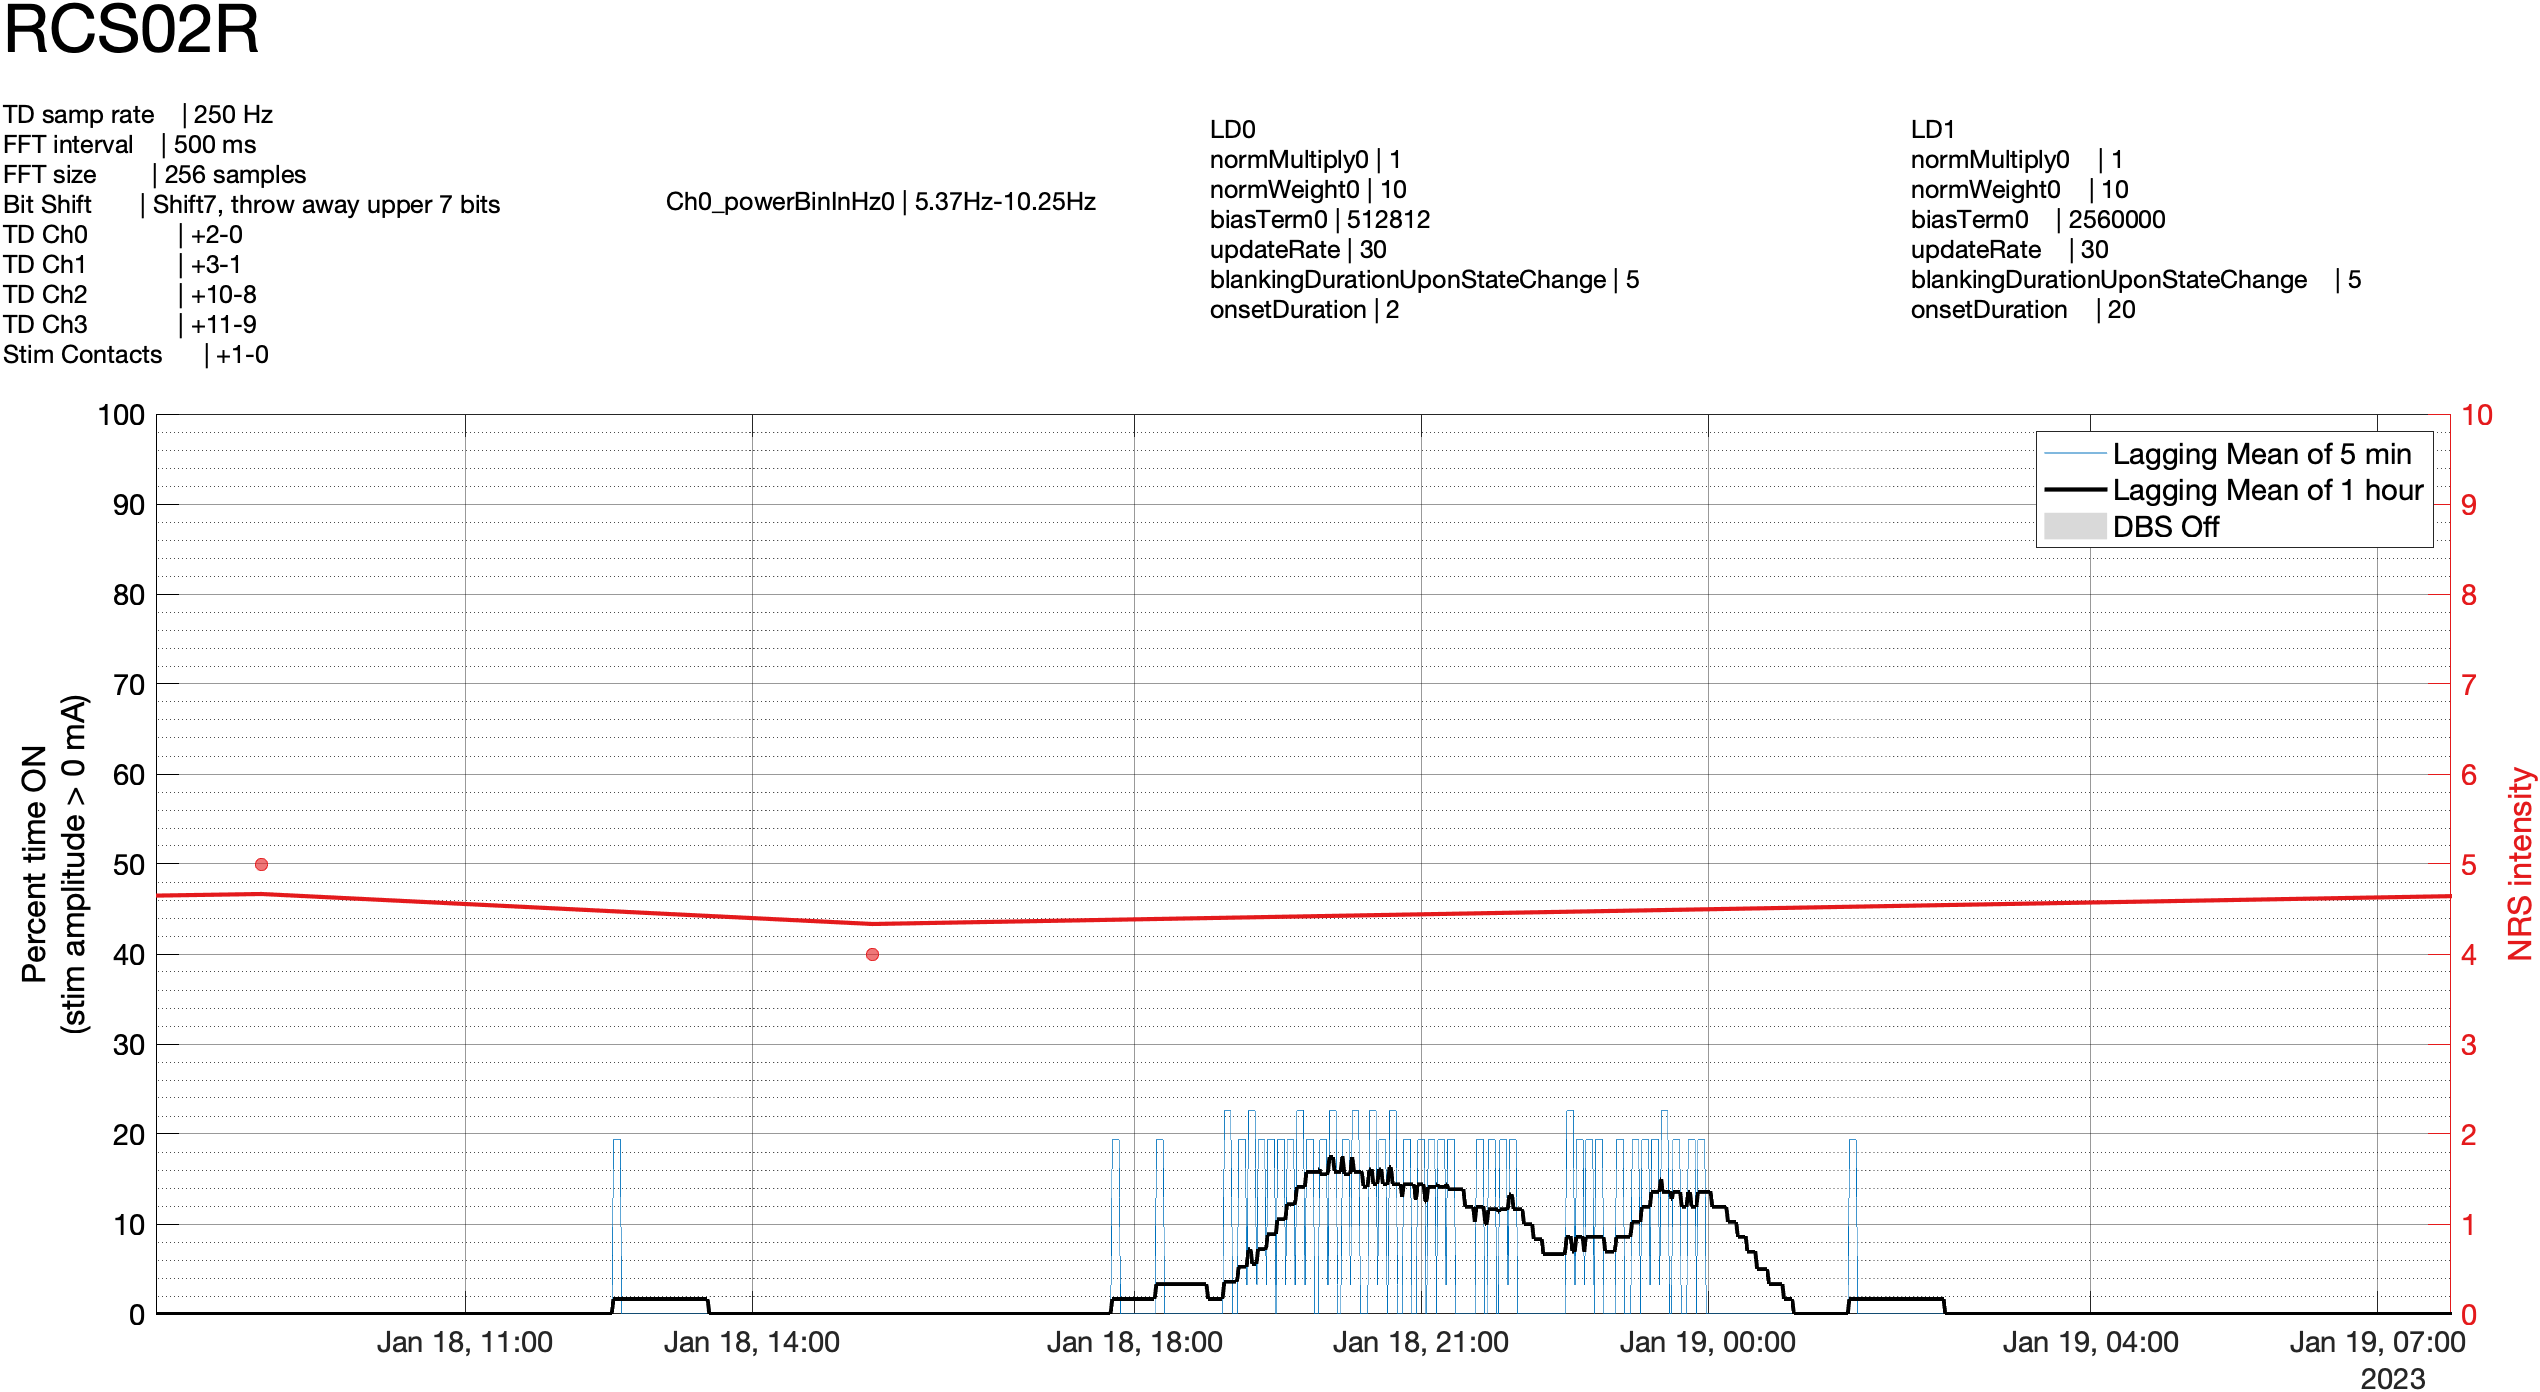 RCS02R
TD samp rate | 250 Hz
FFT interval | 500 ms
FFT size | 256 samples
Bit Shift | Shift7, throw away upper 7 bits
TD Ch0 | +2-0
TD Ch1 | +3-1
TD Ch2 | +10-8
TD Ch3 | +11-9
Stim Contacts | +1-0
Ch0_powerBinInHz0 | 5.37Hz-10.25Hz
LD0
normMultiply0 | 1
normWeight0 | 10
biasTerm0 | 512812
updateRate | 30
blankingDurationUponStateChange | 5
onsetDuration | 2
LD1
normMultiply0 | 1
normWeight0 | 10
biasTerm0 | 2560000
updateRate | 30
blankingDurationUponStateChange | 5
onsetDuration | 20
Percent time ON
(stim amplitude > 0 mA)
100
90
80
70
60
50
40
30
20
10
0
Lagging Mean of 5 min
Lagging Mean of 1 hour
DBS Off
10
9
8
7
6
5
4
3
2
1
0
NRS intensity
Jan 18, 11:00
Jan 18, 14:00
Jan 18, 18:00
Jan 18, 21:00
Jan 19, 00:00
Jan 19, 04:00
Jan 19, 07:00
2023